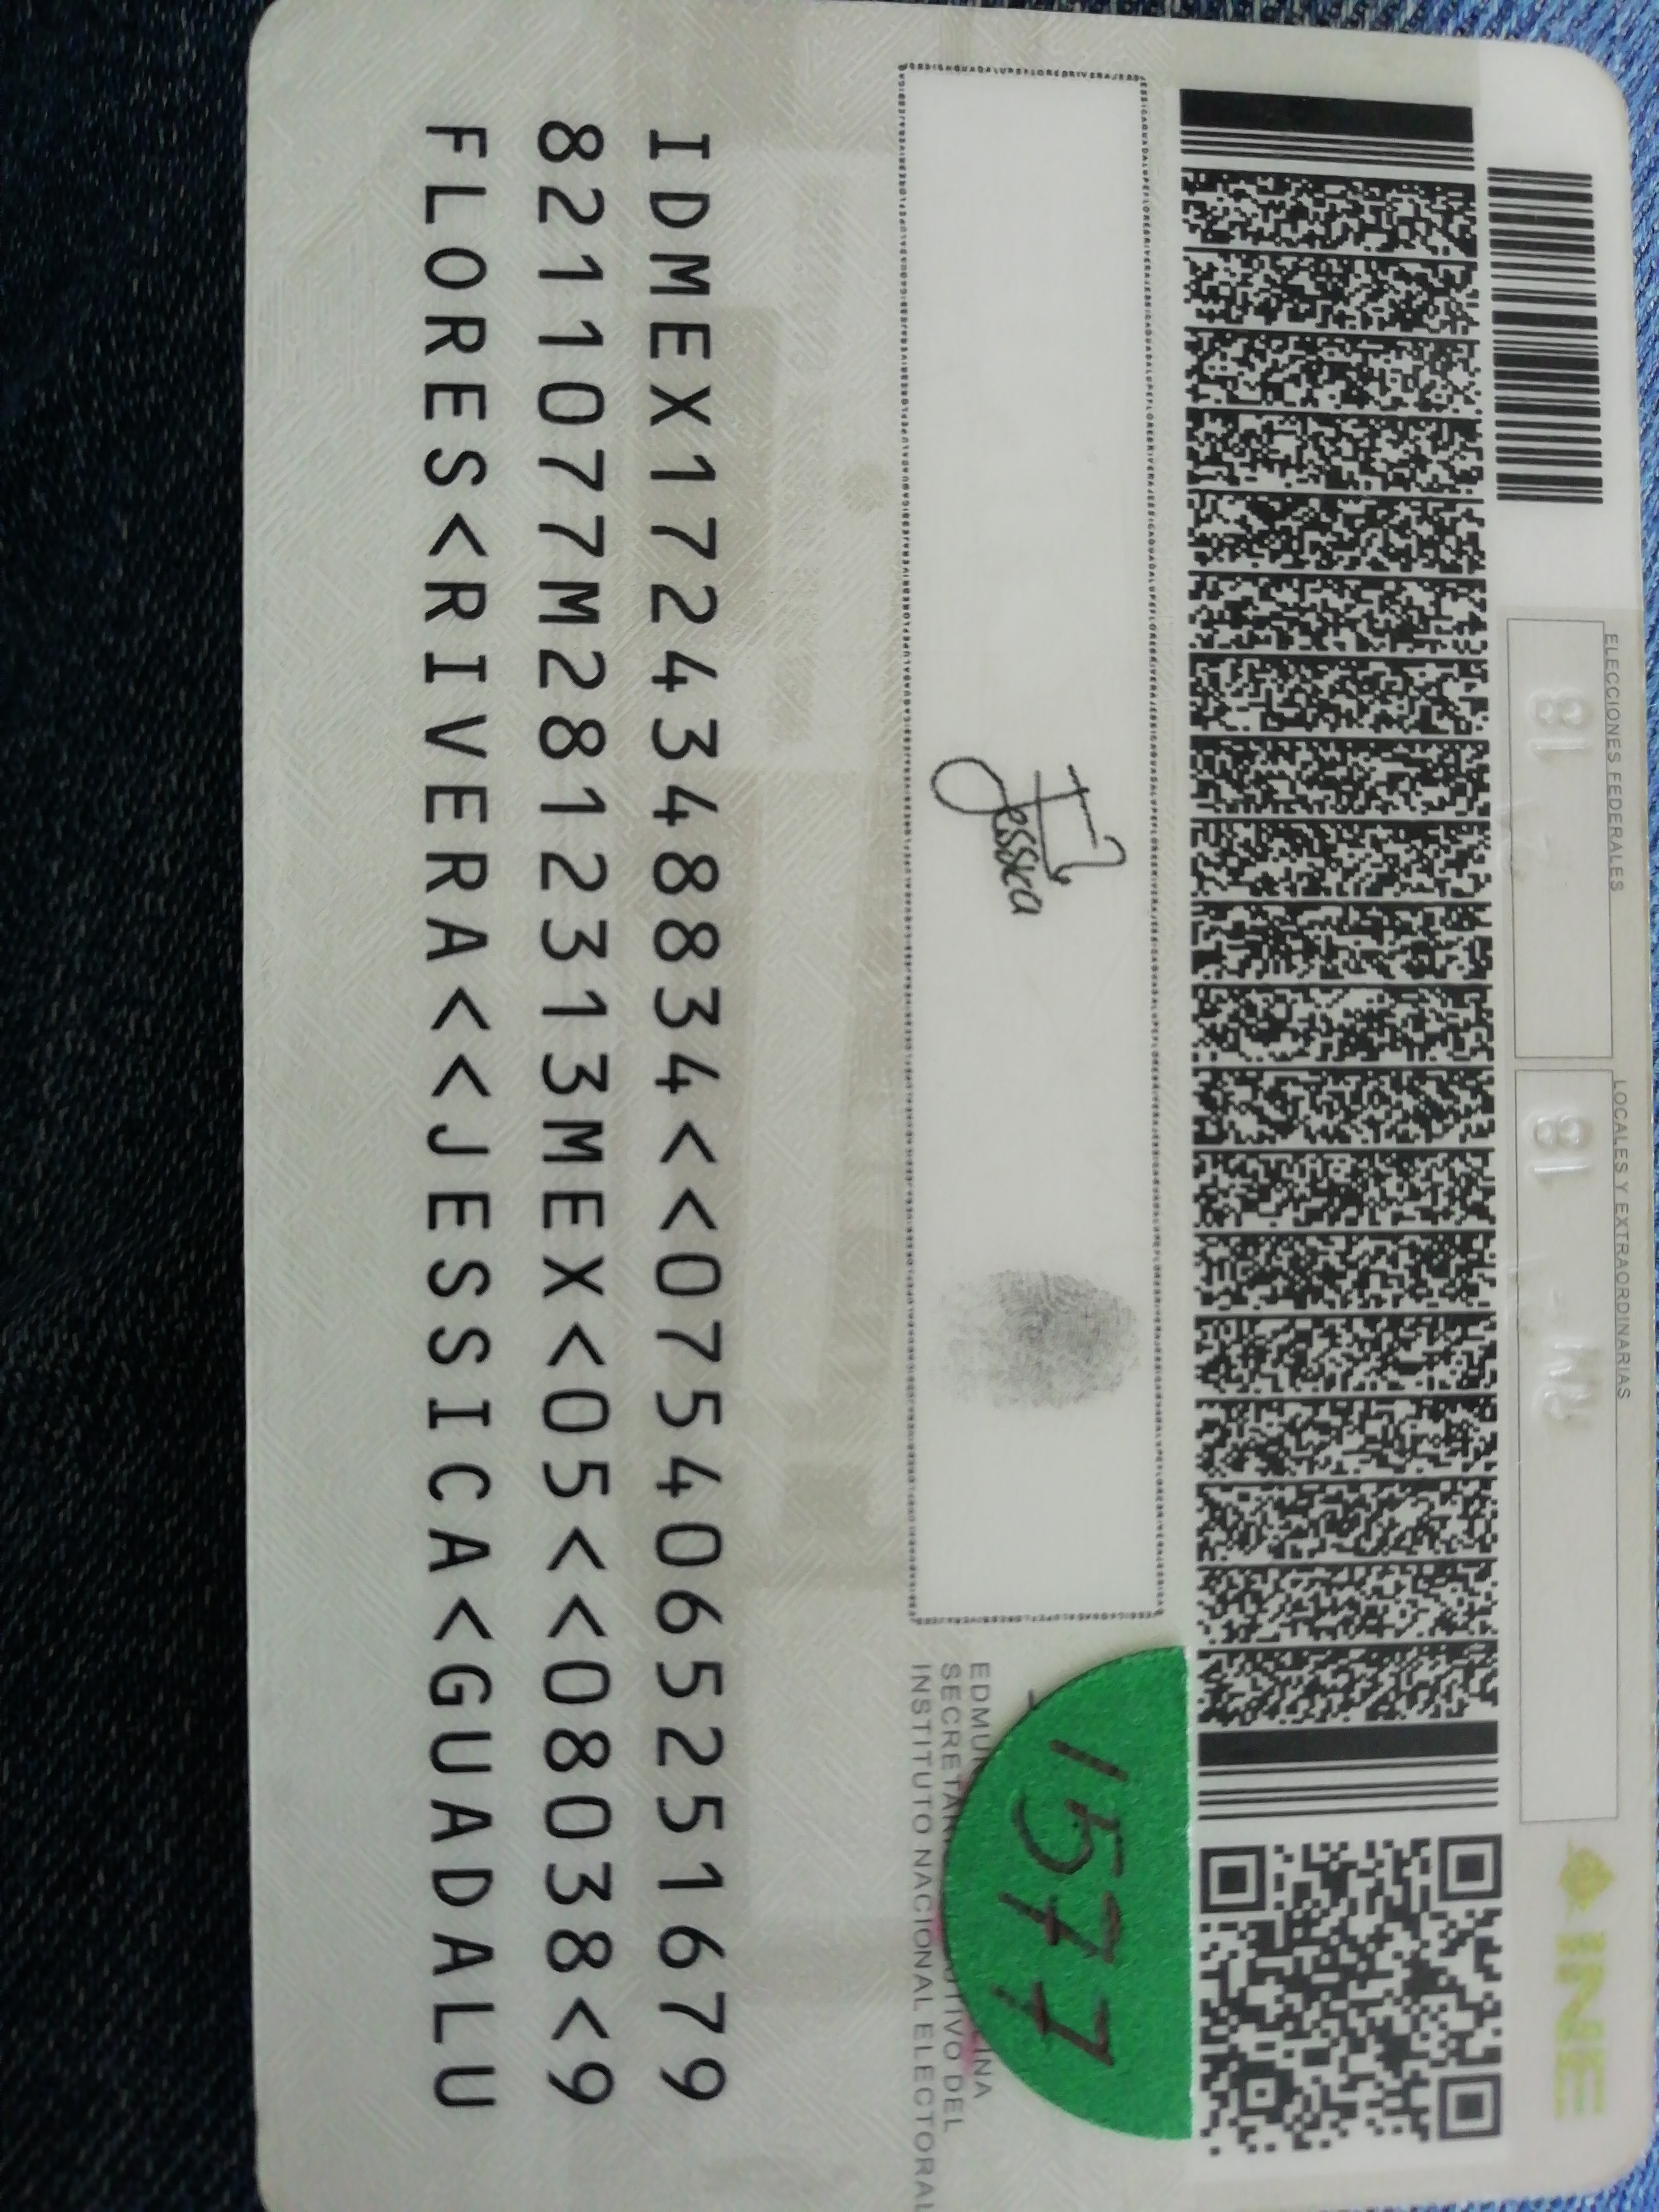 INE
ELECCIONES FEDERALES
LOCALES Y EXTRAORDINARIAS
18
18
1577
Jessica
INSTITUTO NACIONAL ELECTORAL
IDMEX1724348834<<0754065251679
8211077M2812313MEX<05<<08038<9
FLORES<RIVERA<<JESSICA<GUADALU